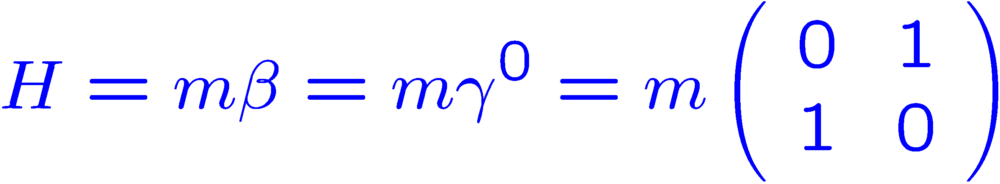 H = mβ = mγ⁰ = m ( 0 1
1 0 )